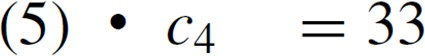 (5) • c₄ = 33